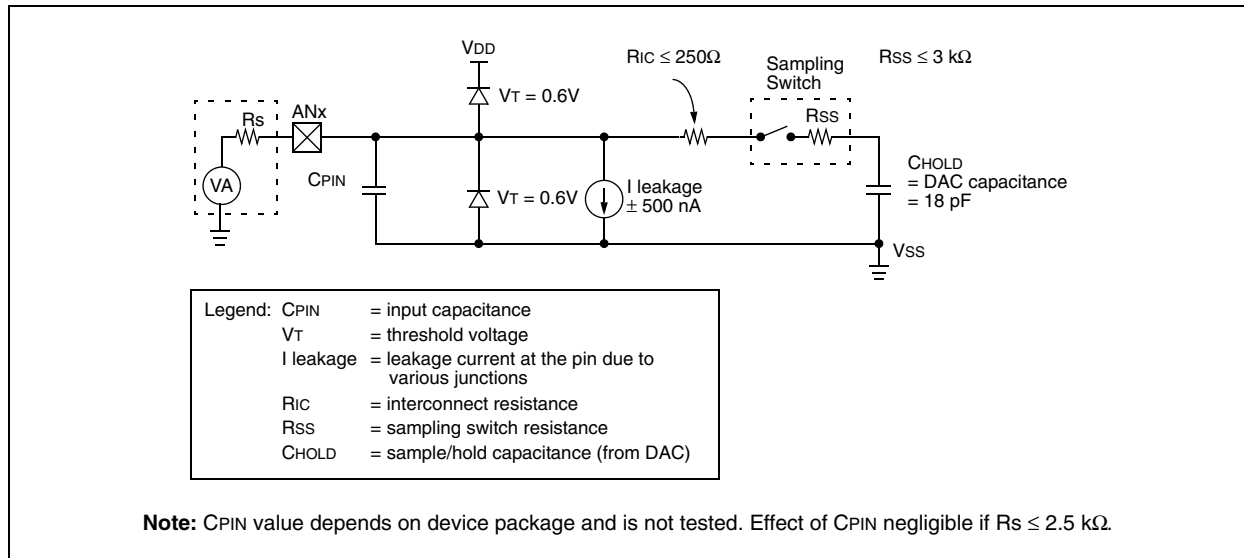 VDD
RIC ≤ 250Ω
Sampling
Switch
RSS ≤ 3 kΩ
VT = 0.6V
Rs
ANx
RSS
VA
CPIN
VT = 0.6V
I leakage
± 500 nA
CHOLD
= DAC capacitance
= 18 pF
VSS
Legend: CPIN = input capacitance
VT = threshold voltage
I leakage = leakage current at the pin due to
various junctions
RIC = interconnect resistance
RSS = sampling switch resistance
CHOLD = sample/hold capacitance (from DAC)
Note: CPIN value depends on device package and is not tested. Effect of CPIN negligible if Rs ≤ 2.5 kΩ.